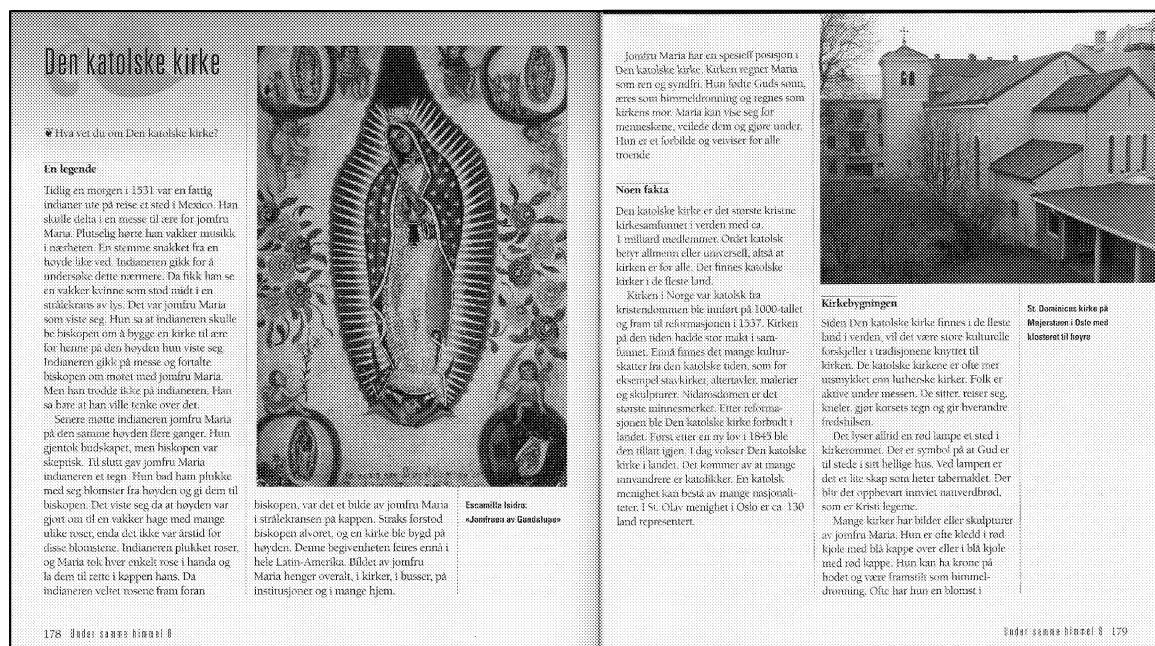 Den katolske kirke
Hva vet du om Den katolske kirke?
En legende
Tidlig en morgen i 1531 var en fattig
indianer ute på reise et sted i Mexico. Han
skulle delta i en messe til ære for jomfru
Maria. Plutselig hørte han vakker musikk
i nærheten. En stemme snakket fra en
høyde like ved. Indianeren gikk for å
undersøke dette nærmere. Da fikk han se
en vakker kvinne som stod midt i en
strålekrans av lys. Det var jomfru Maria
som viste seg. Hun sa at indianeren skulle
be biskopen om å bygge en kirke til ære
for henne på den høyden hun viste seg.
Indianeren gikk på messe og fortalte
biskopen om møtet med jomfru Maria.
Men han trodde ikke på indianeren. Han
sa bare at han ville tenke over det.
Senere møtte indianeren jomfru Maria
på den samme høyden flere ganger. Hun
gjentok budskapet, men biskopen var
skeptisk. Til slutt gav jomfru Maria
indianeren et tegn. Hun bad ham plukke
med seg blomster fra høyden og gi dem til
biskopen. Det viste seg da at høyden var
gjort om til en vakker hage med mange
ulike roser, enda det ikke var årstid for
disse blomstene. Indianeren plukket roser,
og Maria tok hver enkelt rose i handa og
la dem til rette i kappen hans. Da
indianeren veltet rosene fram foran
biskopen, var det et bilde av jomfru Maria
i strålekransen på kappen. Straks forstod
biskopen alvoret, og en kirke ble bygd på
høyden. Denne begivenheten feires ennå i
hele Latin-Amerika. Bildet av jomfru
Maria henger overalt, i kirker, i busser, på
institusjoner og i mange hjem.
Escamilla Isidro:
«Jomfruen av Guadalupe»
178 Under samme himmel 8
Jomfru Maria har en spesiell posisjon i
Den katolske kirke. Kirken regner Maria
som ren og syndfri. Hun fødte Guds sønn,
æres som himmeldronning og regnes som
kirkens mor. Maria kan vise seg for
menneskene, veilede dem og gjøre under.
Hun er et forbilde og veiviser for alle
troende
Noen fakta
Den katolske kirke er det største kristne
kirkesamfunnet i verden med ca.
1 milliard medlemmer. Ordet katolsk
betyr allmenn eller universell, altså at
kirken er for alle. Det finnes katolske
kirker i de fleste land.
Kirken i Norge var katolsk fra
kristendommen ble innført på 1000-tallet
og fram til reformasjonen i 1537. Kirken
på den tiden hadde stor makt i sam-
funnet. Ennå finnes det mange kultur-
skatter fra den katolske tiden, som for
eksempel stavkirker, altertavler, malerier
og skulpturer. Nidarosdomen er det
største minnesmerket. Etter reforma-
sjonen ble Den katolske kirke forbudt i
landet. Først etter en ny lov i 1845 ble
den tillatt igjen. I dag vokser Den katolske
kirke i landet. Det kommer av at mange
innvandrere er katolikker. En katolsk
menighet kan bestå av mange nasjonali-
teter. I St. Olav menighet i Oslo er ca. 130
land representert.
Kirkebygningen
Siden Den katolske kirke finnes i de fleste
land i verden, vil det være store kulturelle
forskjeller i tradisjonene knyttet til
kirken. De katolske kirkene er ofte mer
utsmykket enn lutherske kirker. Folk er
aktive under messen. De sitter, reiser seg,
kneler, gjør korsets tegn og gir hverandre
fredshilsen.
Det lyser alltid en rød lampe et sted i
kirkerommet. Det er symbol på at Gud er
til stede i sitt hellige hus. Ved lampen er
det et lite skap som heter tabernaklet. Der
blir det oppbevart innviet nattverdbrød,
som er Kristi legeme.
Mange kirker har bilder eller skulpturer
av jomfru Maria. Hun er ofte kledd i rød
kjole med blå kappe over eller i blå kjole
med rød kappe. Hun kan ha krone på
hodet og være framstilt som himmel-
dronning. Ofte har hun en blomst i
St. Dominicus kirke på
Majorstuen i Oslo med
klosteret til høyre
Under samme himmel 8 179